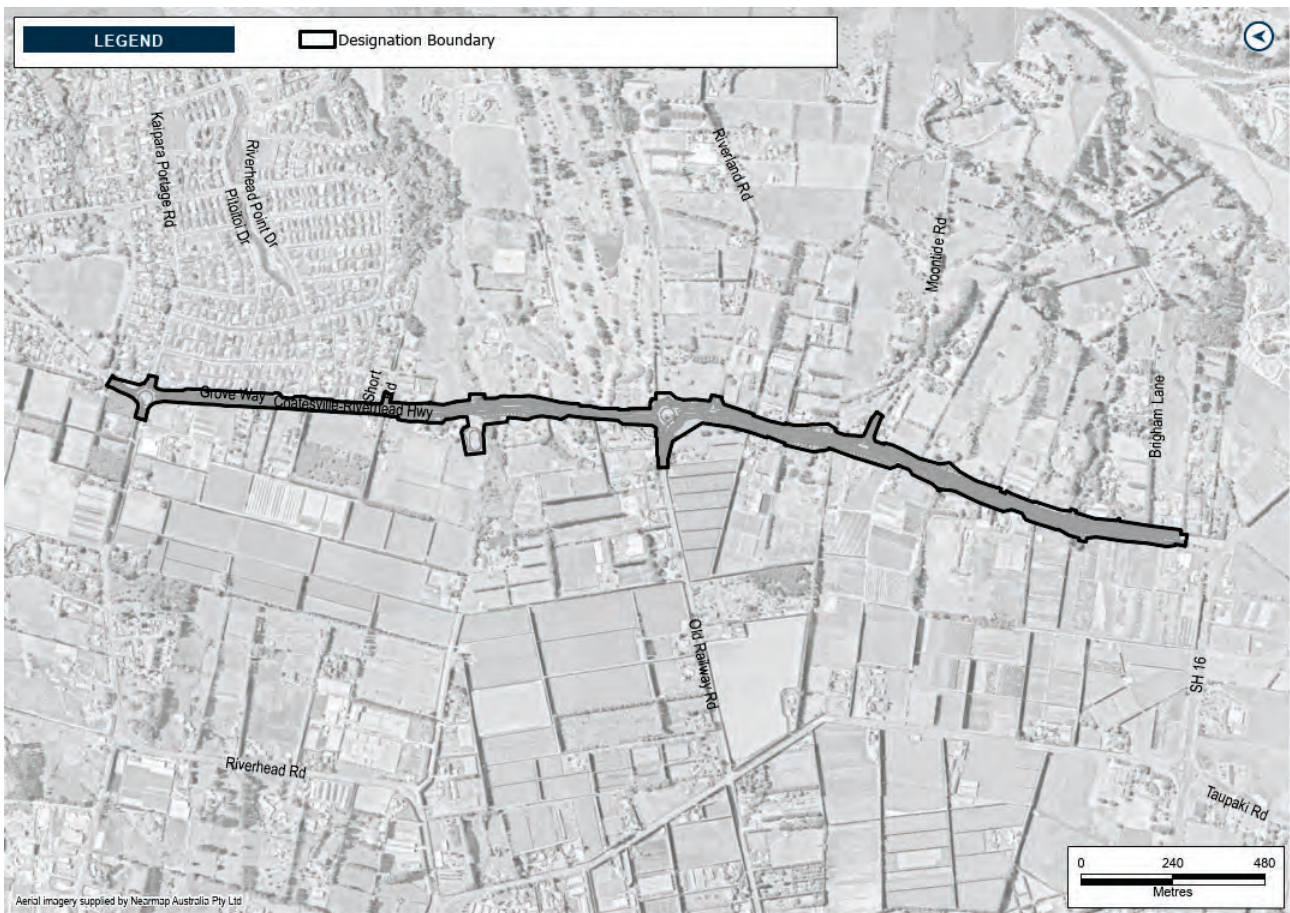 LEGEND
Designation Boundary
Kaipara Portage Rd
Riverhead Point Dr
Pitoitoi Dr
Riverland Rd
Moontide Rd
Short
Rd
Grove Way
Coatesville-Riverhead Hwy
Brigham Lane
Old Railway Rd
SH 16
Riverhead Rd
Taupaki Rd
0 240 480
Metres
Aerial imagery supplied by Nearmap Australia Pty Ltd